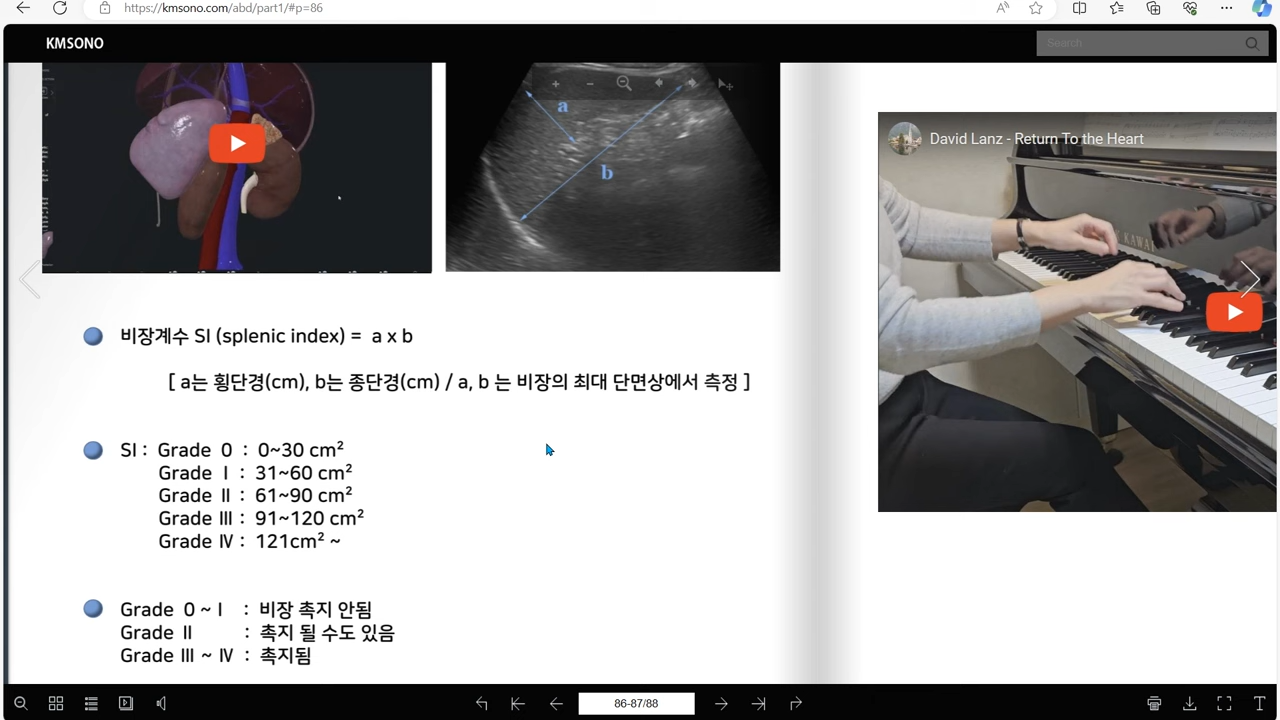 https://kmsono.com/abd/part1/#p=86
KMSONO
Search
a
b
David Lanz - Return To the Heart
KAWAI
비장계수 SI (splenic index) = a x b
[ a는 횡단경(cm), b는 종단경(cm) / a, b 는 비장의 최대 단면상에서 측정 ]
SI : Grade 0 : 0~30 cm²
Grade Ⅰ : 31~60 cm²
Grade Ⅱ : 61~90 cm²
Grade Ⅲ : 91~120 cm²
Grade Ⅳ : 121cm² ~
Grade 0 ~ Ⅰ : 비장 촉지 안됨
Grade Ⅱ : 촉지 될 수도 있음
Grade Ⅲ ~ Ⅳ : 촉지됨
86-87/88